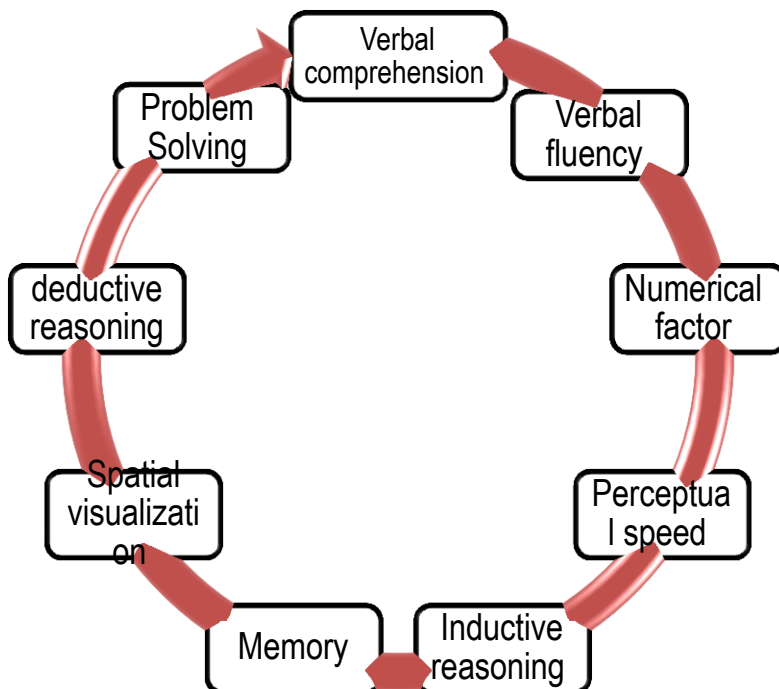 Verbal
comprehension
Verbal
fluency
Numerical
factor
Perceptua
l speed
Inductive
reasoning
Memory
Spatial
visualizati
on
deductive
reasoning
Problem
Solving